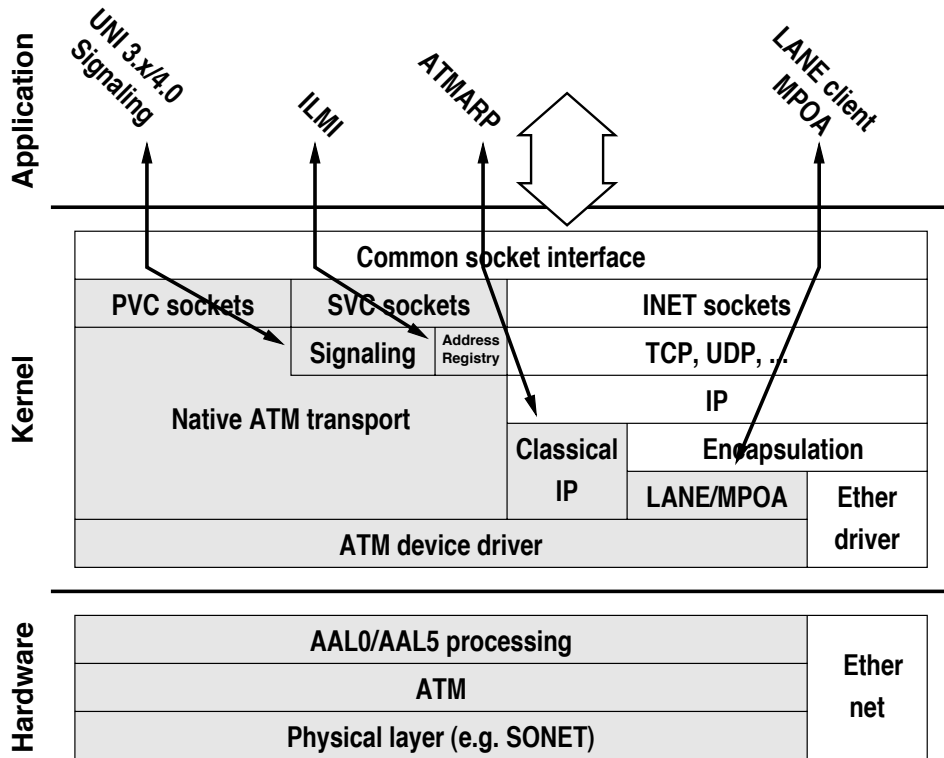 Application
UNI 3.x/4.0
Signaling
ILMI
ATMARP
LANE client
MPOA
Kernel
Common socket interface
PVC sockets
SVC sockets
INET sockets
Signaling
Address
Registry
TCP, UDP, ...
Native ATM transport
IP
Classical
IP
Encapsulation
LANE/MPOA
Ether
driver
ATM device driver
Hardware
AAL0/AAL5 processing
ATM
Physical layer (e.g. SONET)
Ether
net